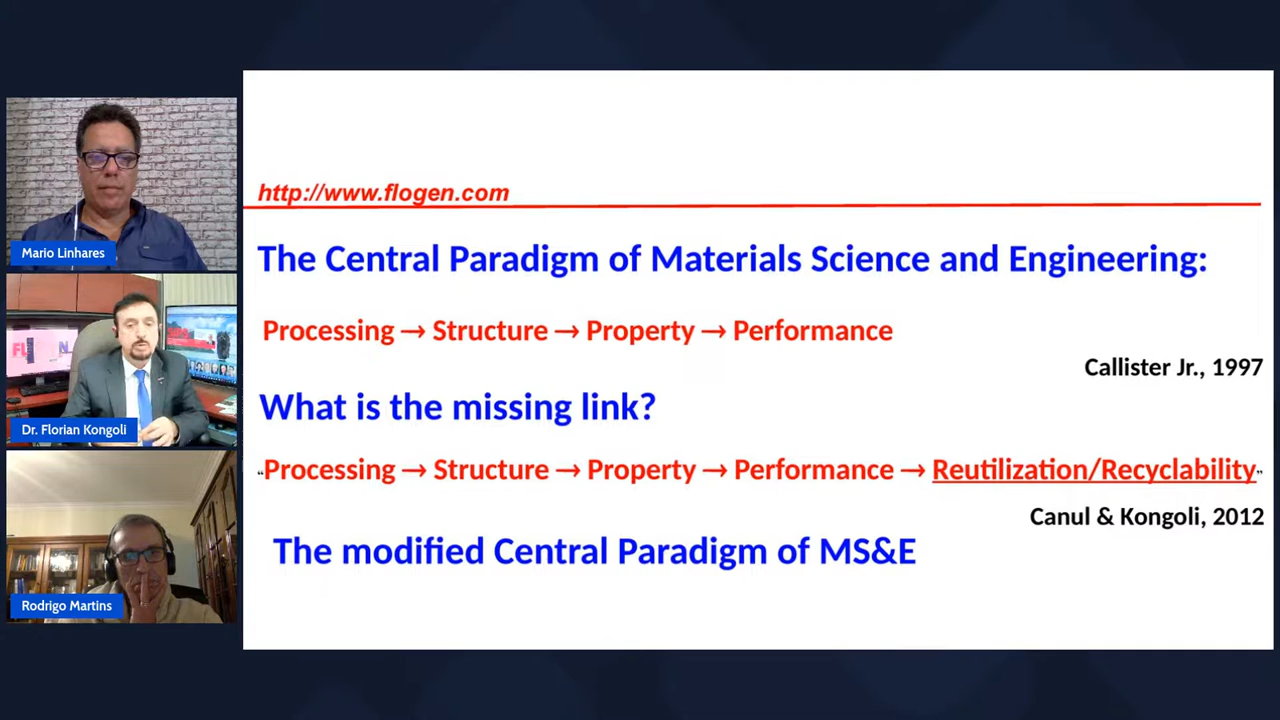 http://www.flogen.com
The Central Paradigm of Materials Science and Engineering:
Processing → Structure → Property → Performance
Callister Jr., 1997
What is the missing link?
“Processing → Structure → Property → Performance → Reutilization/Recyclability”
Canul & Kongoli, 2012
The modified Central Paradigm of MS&E
Mario Linhares
Dr. Florian Kongoli
Rodrigo Martins